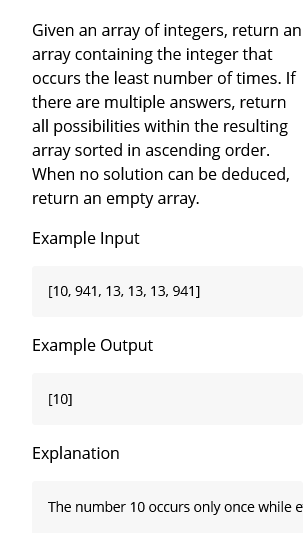 Given an array of integers, return an
array containing the integer that
occurs the least number of times. If
there are multiple answers, return
all possibilities within the resulting
array sorted in ascending order.
When no solution can be deduced,
return an empty array.
Example Input
[10, 941, 13, 13, 13, 941]
Example Output
[10]
Explanation
The number 10 occurs only once while e